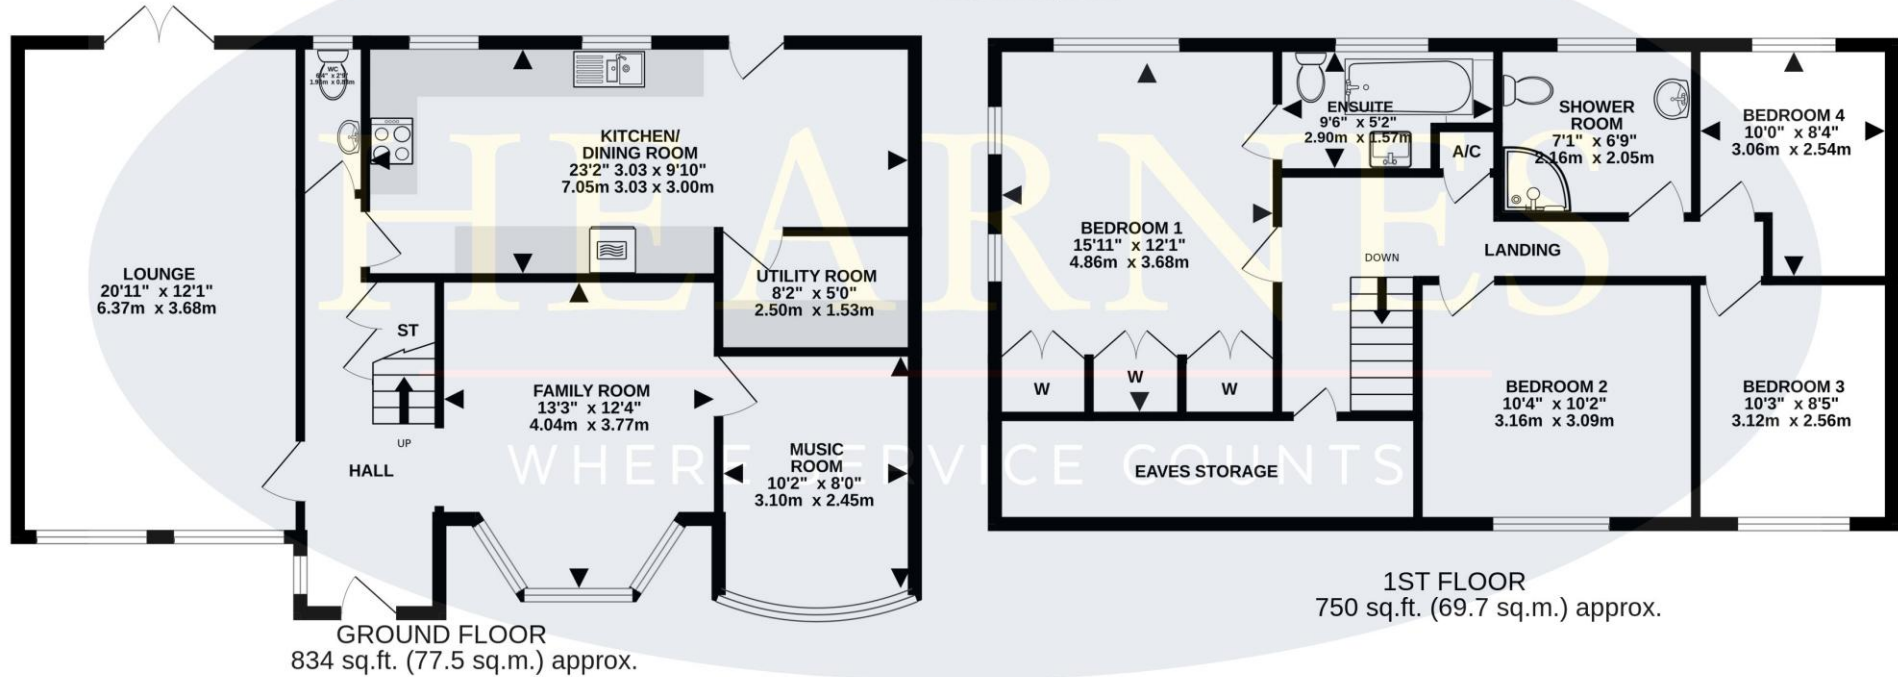 WC
LOUNGE
20'11" x 12'1"
6.37m x 3.68m
KITCHEN/
DINING ROOM
23'2" 3.03 x 9'10"
7.05m 3.03 x 3.00m
UTILITY ROOM
8'2" x 5'0"
2.50m x 1.53m
ST
UP
HALL
FAMILY ROOM
13'3" x 12'4"
4.04m x 3.77m
MUSIC
ROOM
10'2" x 8'0"
3.10m x 2.45m
GROUND FLOOR
834 sq.ft. (77.5 sq.m.) approx.
BEDROOM 1
15'11" x 12'1"
4.86m x 3.68m
W
W
W
ENSUITE
9'6" x 5'2"
2.90m x 1.57m
A/C
SHOWER
ROOM
7'1" x 6'9"
2.16m x 2.05m
BEDROOM 4
10'0" x 8'4"
3.06m x 2.54m
LANDING
DOWN
BEDROOM 2
10'4" x 10'2"
3.16m x 3.09m
BEDROOM 3
10'3" x 8'5"
3.12m x 2.56m
EAVES STORAGE
1ST FLOOR
750 sq.ft. (69.7 sq.m.) approx.
HEARNES
WHERE SERVICE COUNTS